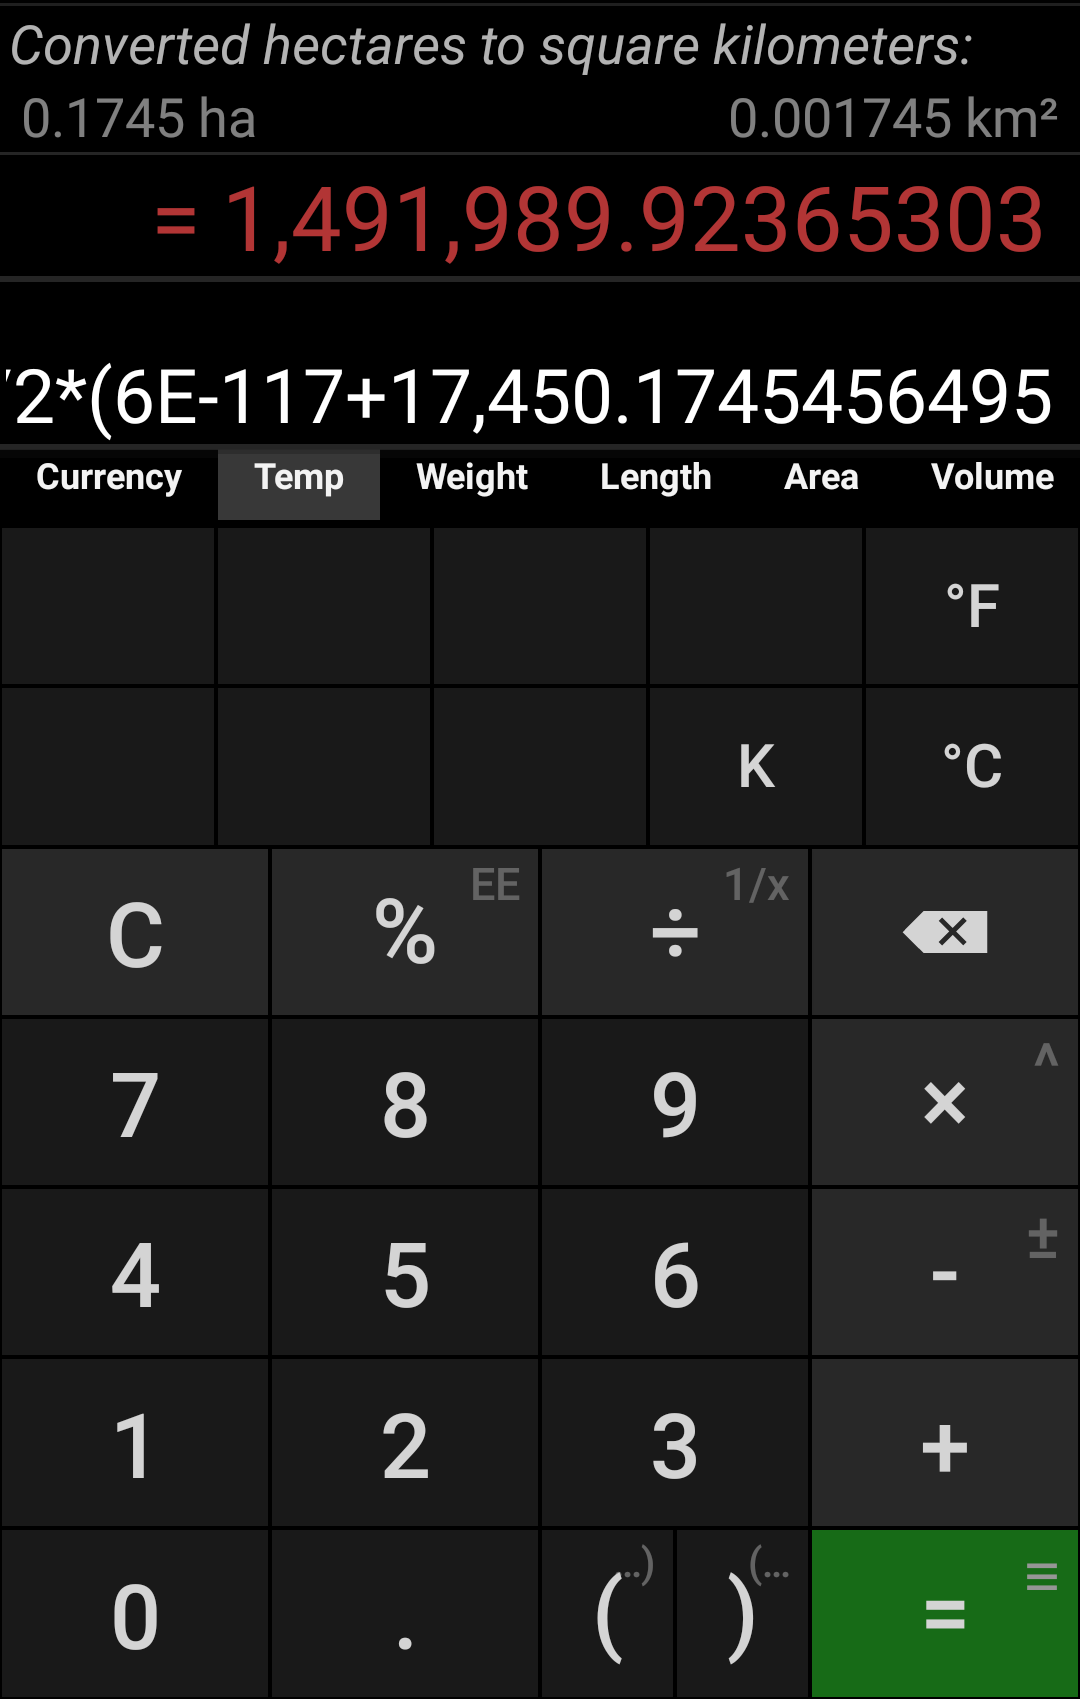 Converted hectares to square kilometers:
0.1745 ha 0.001745 km²
= 1,491,989.92365303
2*(6E-117+17,450.1745456495
Currency Temp Weight Length Area Volume
°F
K °C
C % EE ÷ 1/x
7 8 9 × ^
4 5 6 - ±
1 2 3 + 
0 . ( ..) ) (... = ≡